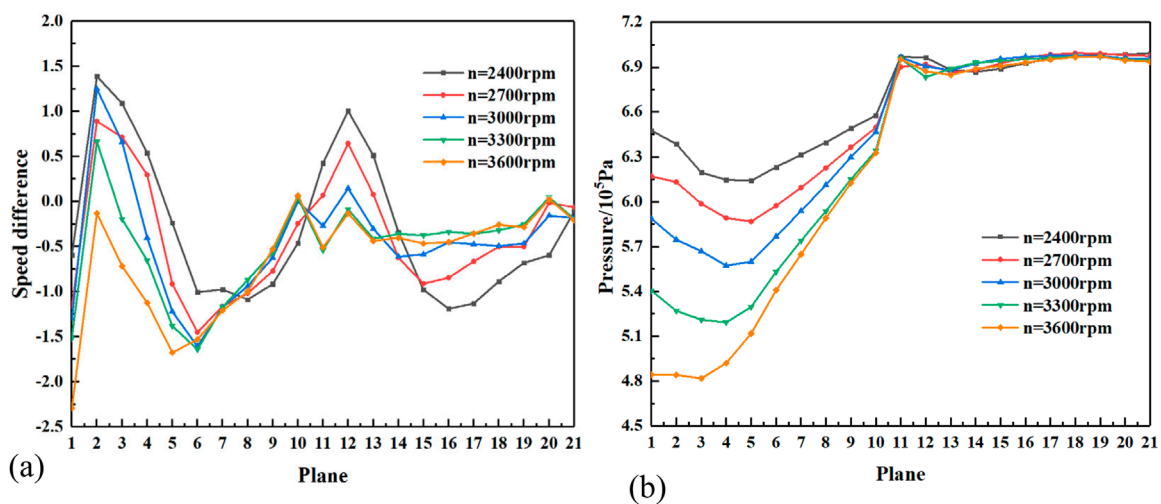 2.0
1.5
1.0
0.5
0.0
-0.5
-1.0
-1.5
-2.0
-2.5
Speed difference
n=2400rpm
n=2700rpm
n=3000rpm
n=3300rpm
n=3600rpm
1 2 3 4 5 6 7 8 9 10 11 12 13 14 15 16 17 18 19 20 21
Plane
(a)
7.2
6.9
6.6
6.3
6.0
5.7
5.4
5.1
4.8
4.5
Pressure/10⁵Pa
n=2400rpm
n=2700rpm
n=3000rpm
n=3300rpm
n=3600rpm
1 2 3 4 5 6 7 8 9 10 11 12 13 14 15 16 17 18 19 20 21
Plane
(b)